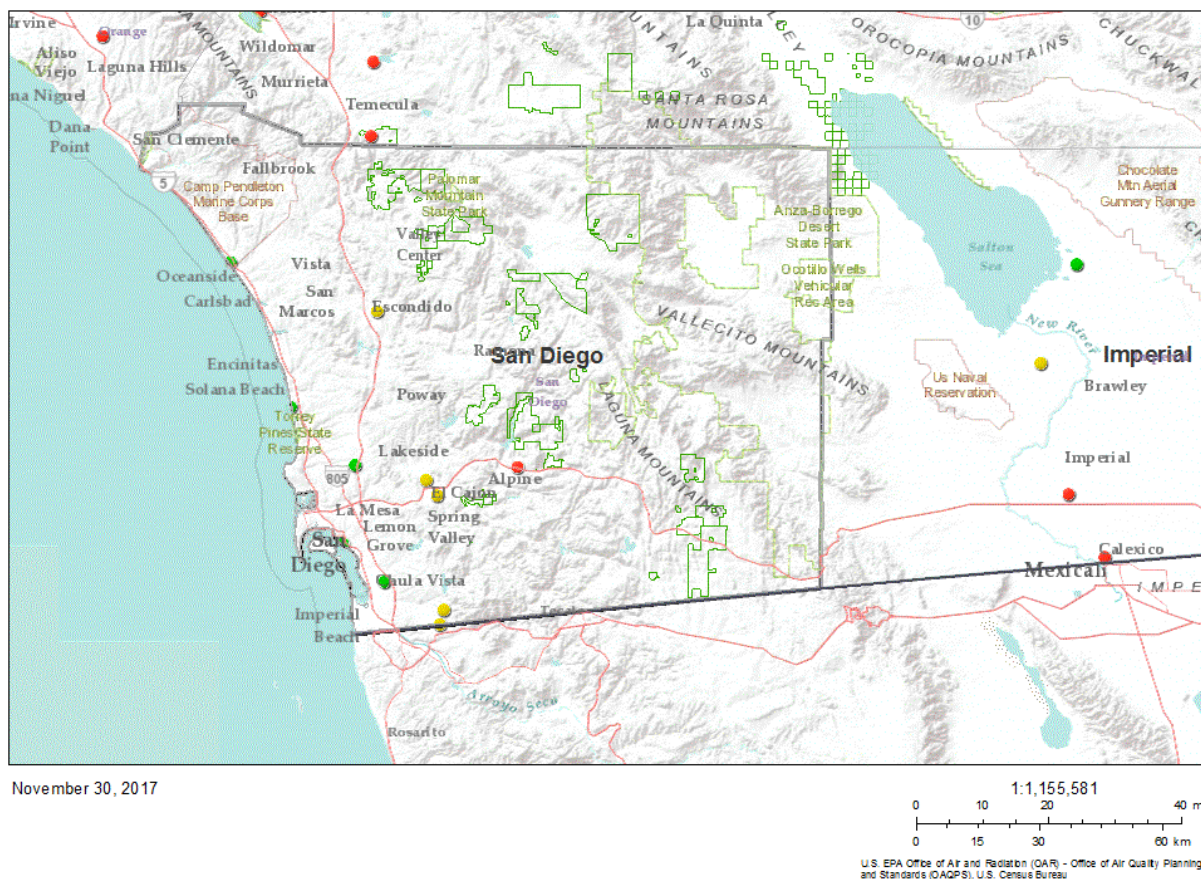 Irvine
Orange
Aliso
Viejo
Laguna Hills
Wildomar
Murrieta
Temecula
La Quinta
10
OROCOPIA MOUNTAINS
SANTA ROSA
MOUNTAINS
Dana
Point
San Clemente
Fallbrook
5
Camp Pendleton
Marine Corps
Base
Palomar
Mountain
State Park
Valley
Center
Anza-Borrego
Desert
State Park
Ocotillo Wells
Vehicular
Rec Area
Chocolate
Mtn Aerial
Gunnery Range
Salton
Sea
Vista
San
Marcos
Oceanside
Carlsbad
Escondido
VALLECITO MOUNTAINS
New River
San Diego
Imperial
San
Diego
Us Naval
Reservation
Brawley
Encinitas
Solana Beach
Poway
LAGUNA MOUNTAINS
Torrey
Pines State
Reserve
Lakeside
805
Alpine
El Cajon
Imperial
La Mesa
Lemon
Grove
Spring
Valley
San
Diego
Chula Vista
Calexico
Mexicali
Imperial
Beach
Arroyo Seco
Rosarito
November 30, 2017
1:1,155,581
0 10 20 40 m
0 15 30 60 km
U.S. EPA Office of Air and Radiation (OAR) - Office of Air Quality Planning
and Standards (OAQPS), U.S. Census Bureau